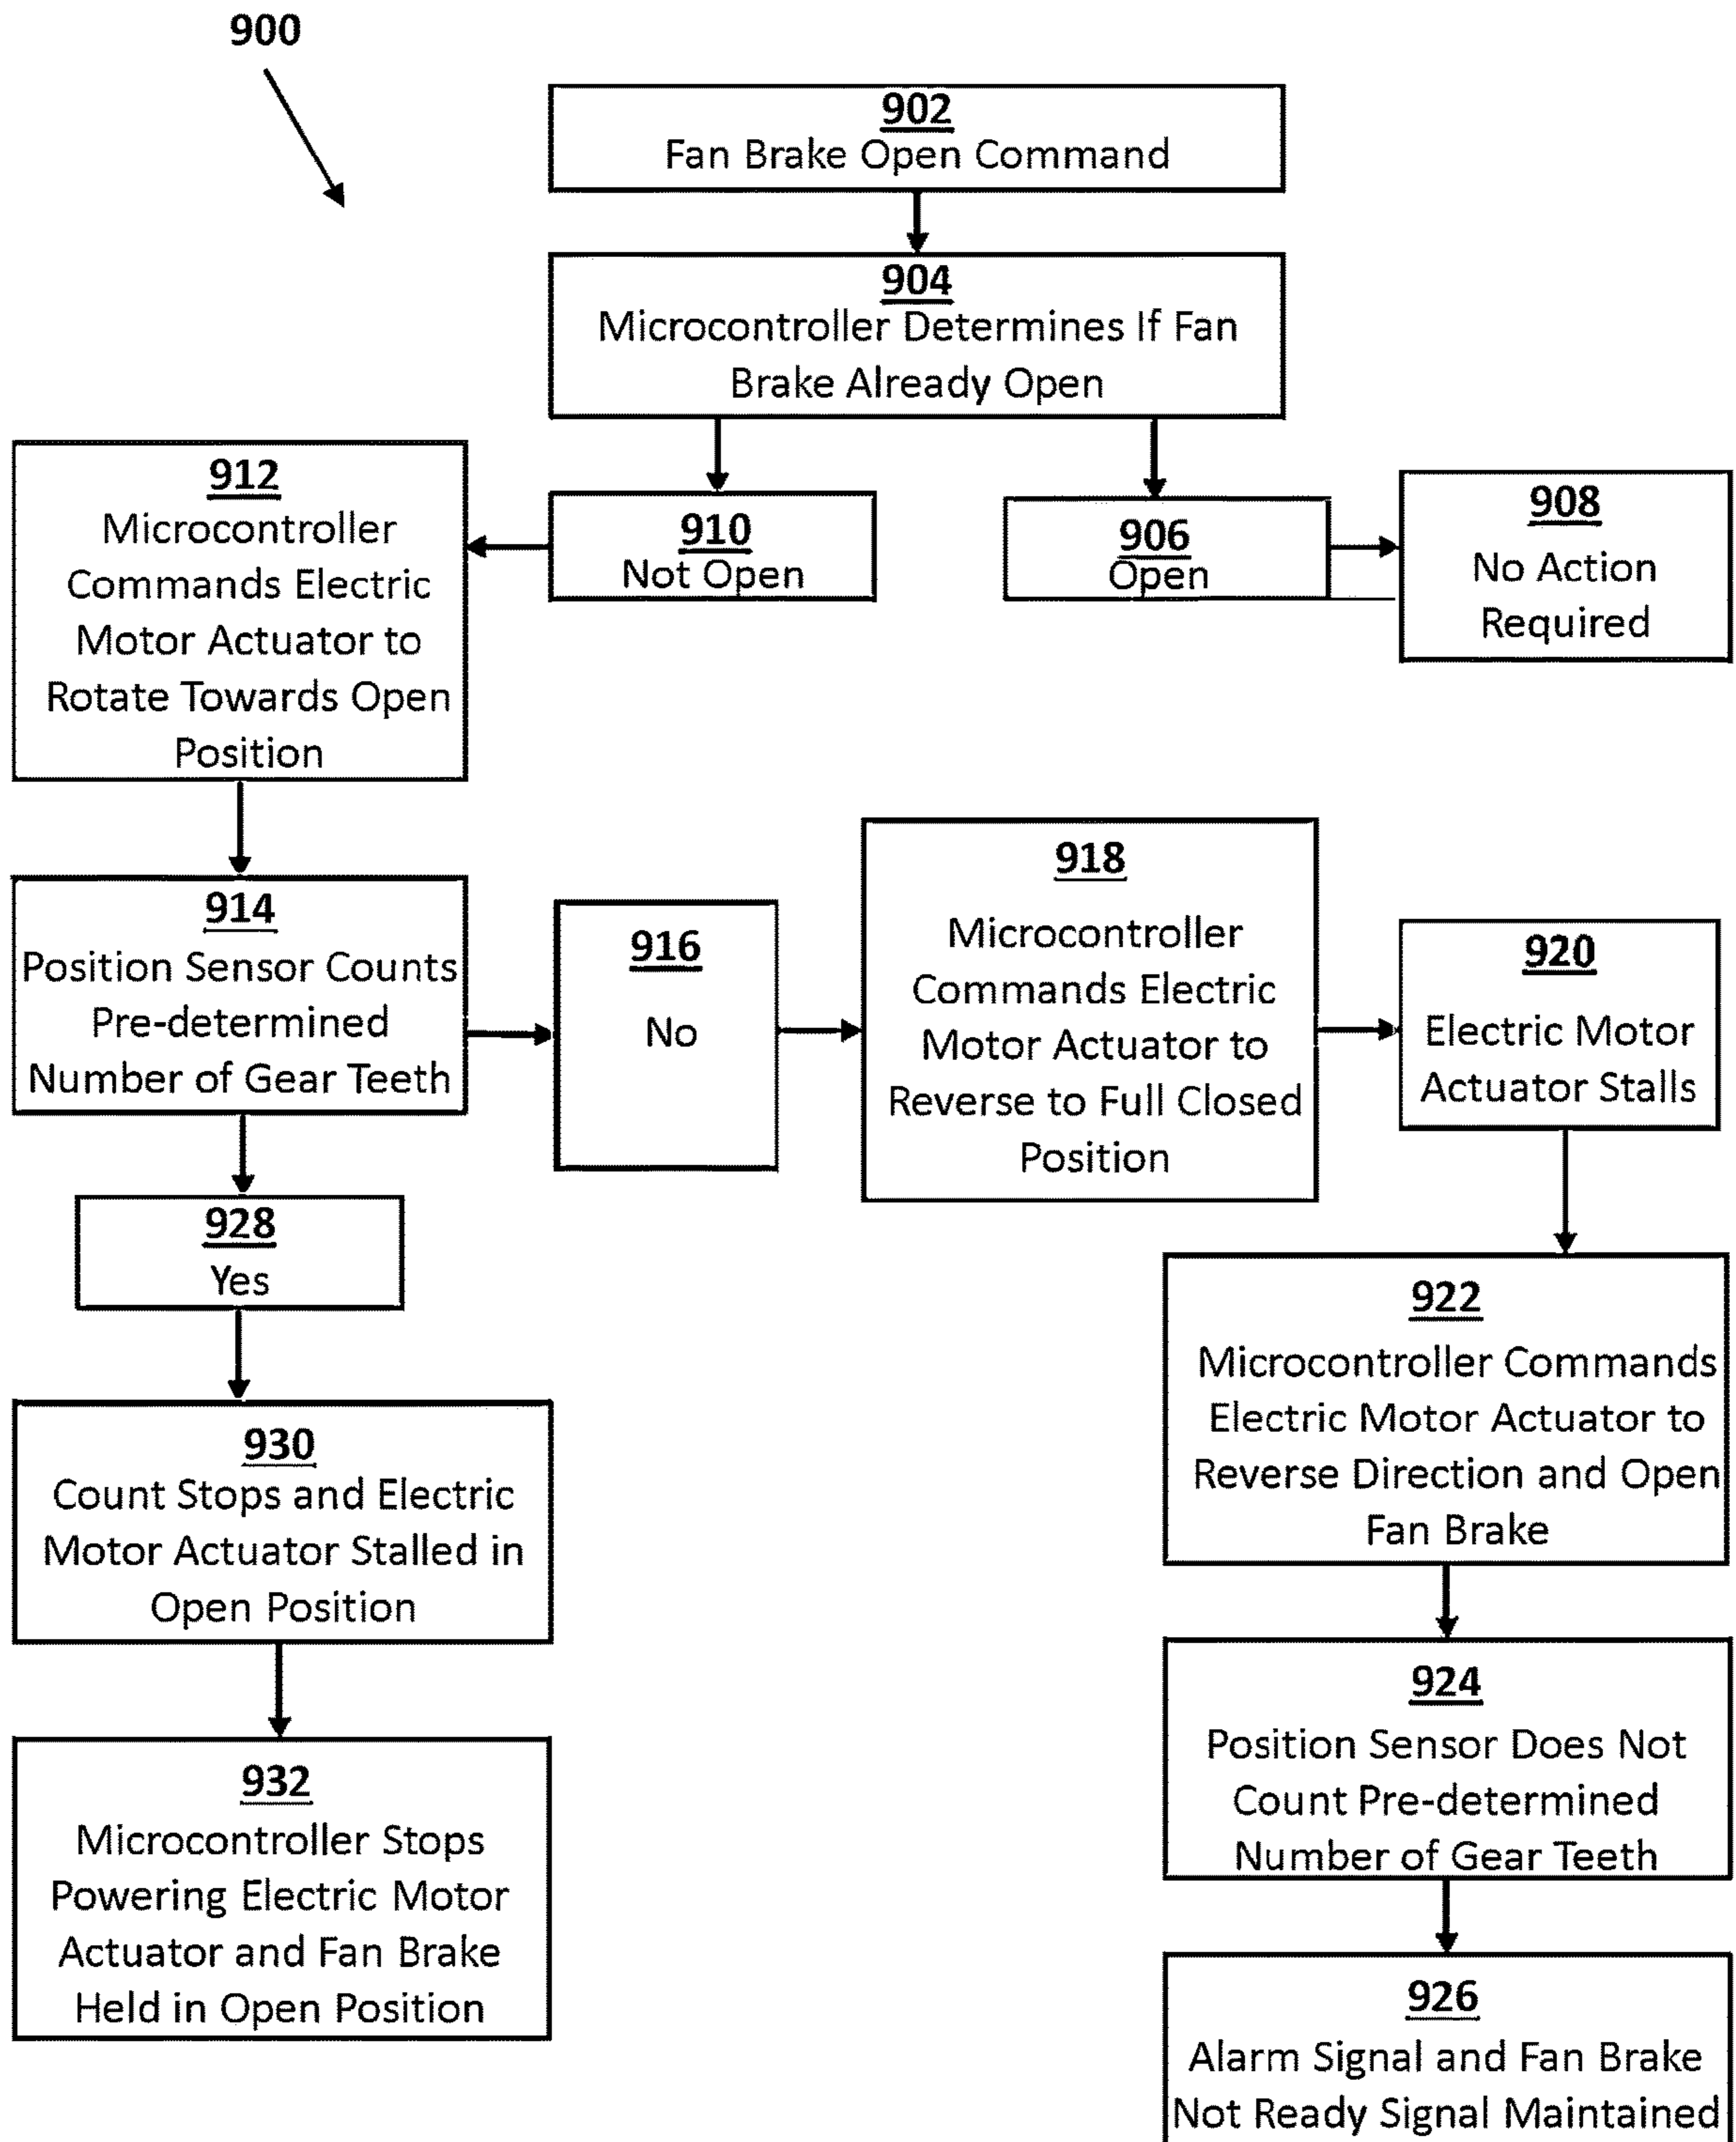 900
902
Fan Brake Open Command
904
Microcontroller Determines If Fan
Brake Already Open
912
Microcontroller
Commands Electric
Motor Actuator to
Rotate Towards Open
Position
910
Not Open
906
Open
908
No Action
Required
914
Position Sensor Counts
Pre-determined
Number of Gear Teeth
916
No
918
Microcontroller
Commands Electric
Motor Actuator to
Reverse to Full Closed
Position
920
Electric Motor
Actuator Stalls
928
Yes
922
Microcontroller Commands
Electric Motor Actuator to
Reverse Direction and Open
Fan Brake
930
Count Stops and Electric
Motor Actuator Stalled in
Open Position
924
Position Sensor Does Not
Count Pre-determined
Number of Gear Teeth
932
Microcontroller Stops
Powering Electric Motor
Actuator and Fan Brake
Held in Open Position
926
Alarm Signal and Fan Brake
Not Ready Signal Maintained